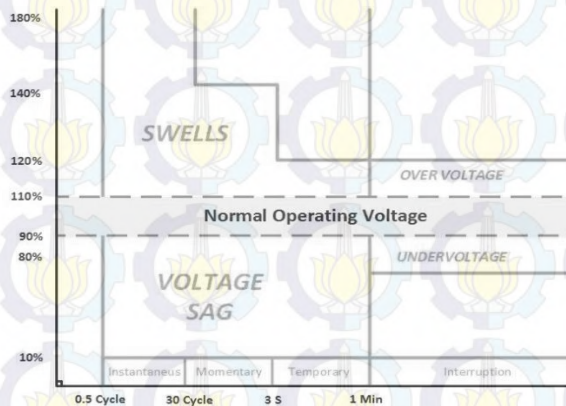 180%
140%
SWELLS
120%
OVER VOLTAGE
110%
Normal Operating Voltage
90%
80%
UNDERVOLTAGE
VOLTAGE
SAG
10%
Instantaneus Momentary Temporary Interruption
0.5 Cycle 30 Cycle 3 S 1 Min